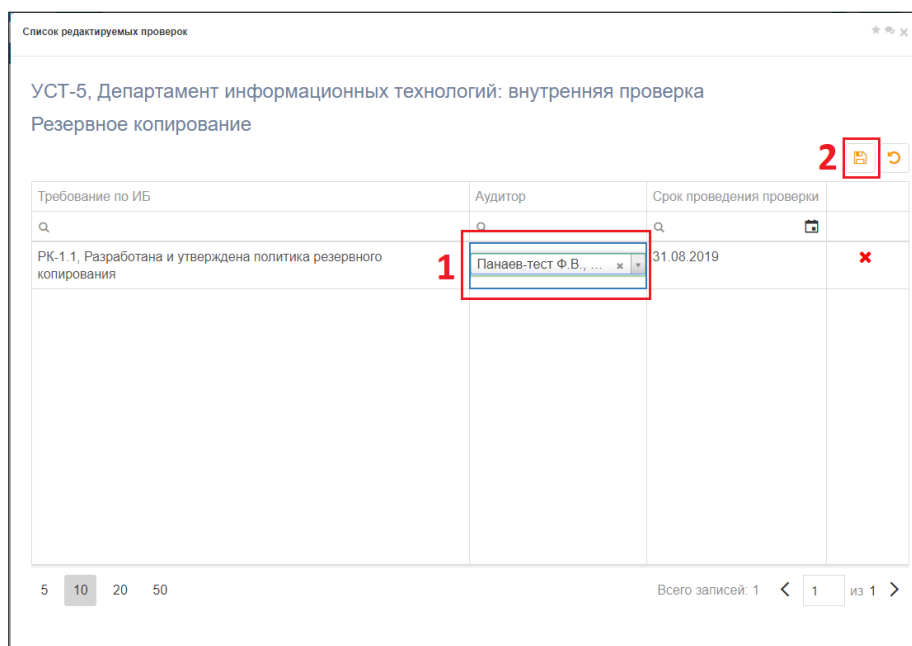 Список редактируемых проверок
УСТ-5, Департамент информационных технологий: внутренняя проверка
Резервное копирование
2
Требование по ИБ Аудитор Срок проведения проверки
РК-1.1, Разработана и утверждена политика резервного
копирования
1
Панаев-тест Ф.В., ...
31.08.2019
5 10 20 50 Всего записей: 1 1 из 1